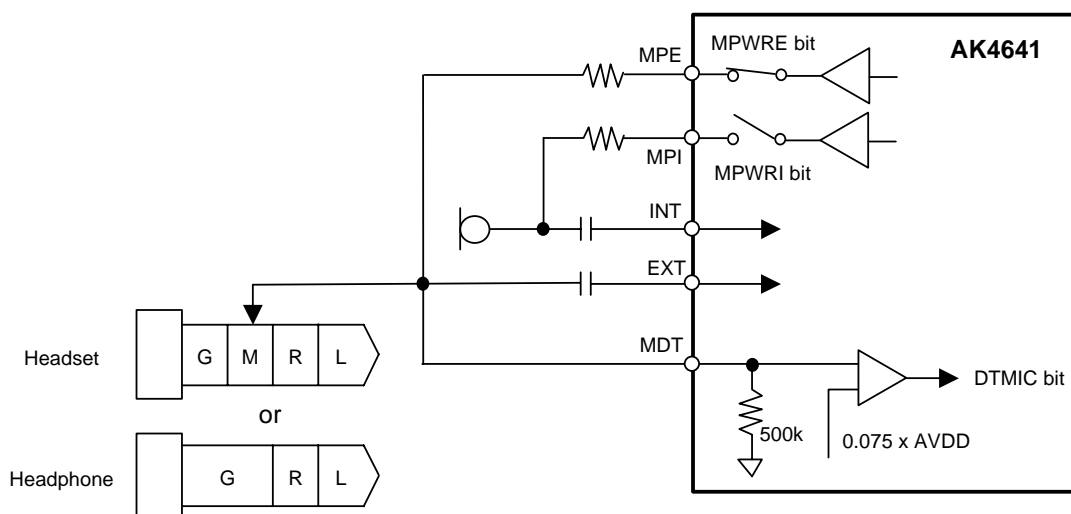 AK4641
MPWRE bit
MPE
MPI
MPWRI bit
INT
EXT
MDT
Headset
G M R L
DTMIC bit
or
500k
0.075 x AVDD
Headphone
G R L